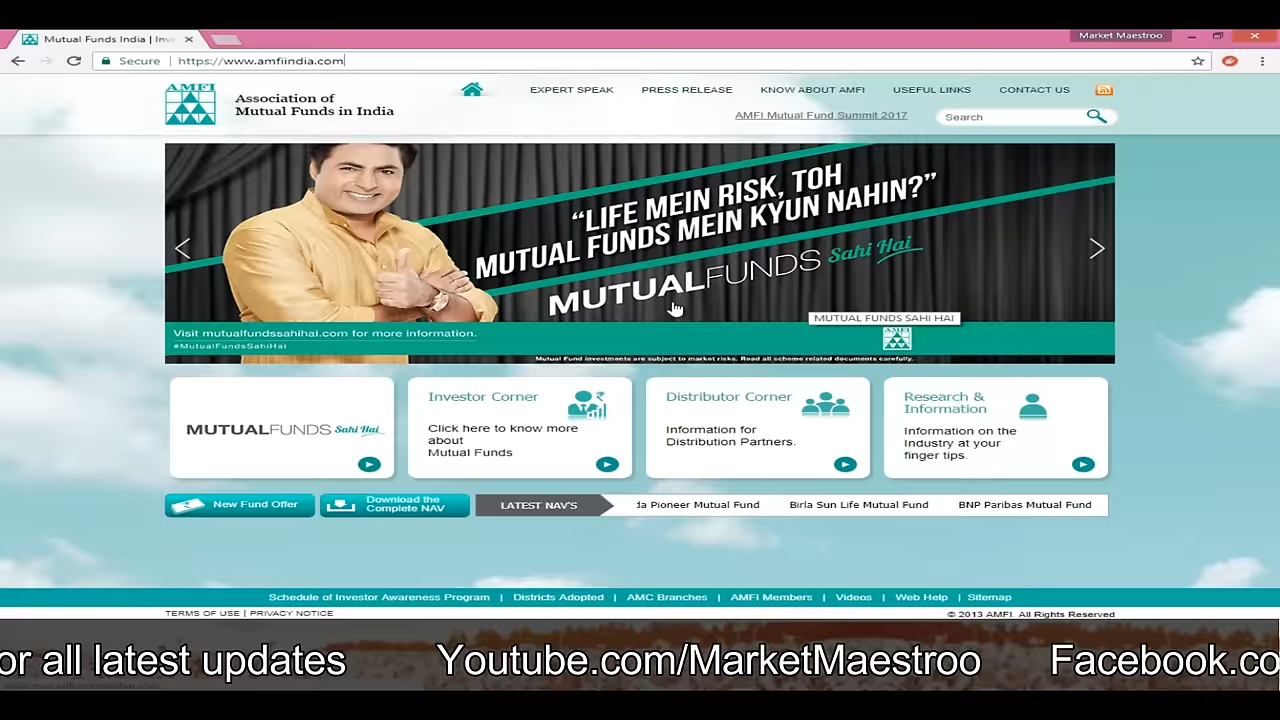 Mutual Funds India | Inv
Market Maestroo
Secure | https://www.amfiindia.com
AMFI
Association of
Mutual Funds in India
EXPERT SPEAK
PRESS RELEASE
KNOW ABOUT AMFI
USEFUL LINKS
CONTACT US
AMFI Mutual Fund Summit 2017
Search
“LIFE MEIN RISK, TOH
MUTUAL FUNDS MEIN KYUN NAHIN?”
MUTUALFUNDS Sahi Hai
MUTUAL FUNDS SAHI HAI
Visit mutualfundssahihai.com for more information.
#MutualFundsSahiHai
AMFI
Mutual Fund investments are subject to market risks. Read all scheme related documents carefully.
MUTUALFUNDS Sahi Hai
Investor Corner
Click here to know more
about
Mutual Funds
Distributor Corner
Information for
Distribution Partners.
Research &
Information
Information on the
Industry at your
finger tips.
New Fund Offer
Download the
Complete NAV
LATEST NAV'S
da Pioneer Mutual Fund
Birla Sun Life Mutual Fund
BNP Paribas Mutual Fund
Schedule of Investor Awareness Program | Districts Adopted | AMC Branches | AMFI Members | Videos | Web Help | Sitemap
TERMS OF USE | PRIVACY NOTICE
© 2013 AMFI. All Rights Reserved
or all latest updates
Youtube.com/MarketMaestroo
Facebook.co